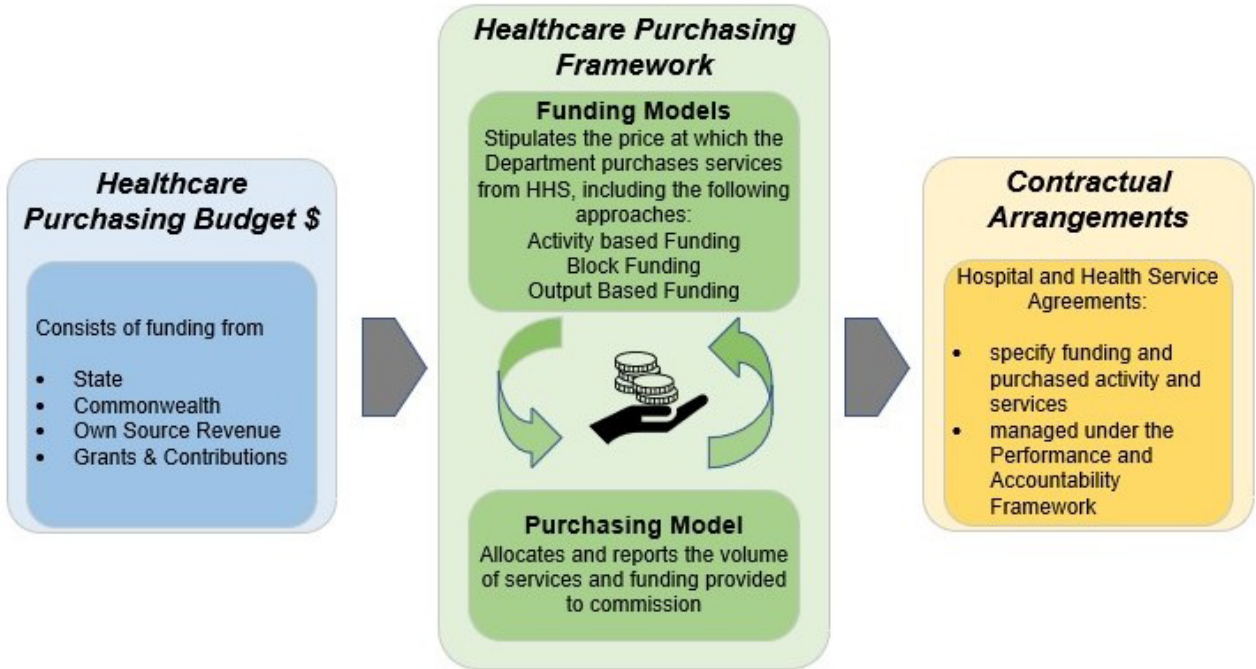 Healthcare
Purchasing Budget $
Consists of funding from
• State
• Commonwealth
• Own Source Revenue
• Grants & Contributions
Healthcare Purchasing
Framework
Funding Models
Stipulates the price at which the
Department purchases services
from HHS, including the following
approaches:
Activity based Funding
Block Funding
Output Based Funding
Purchasing Model
Allocates and reports the volume
of services and funding provided
to commission
Contractual
Arrangements
Hospital and Health Service
Agreements:
• specify funding and
purchased activity and
services
• managed under the
Performance and
Accountability
Framework